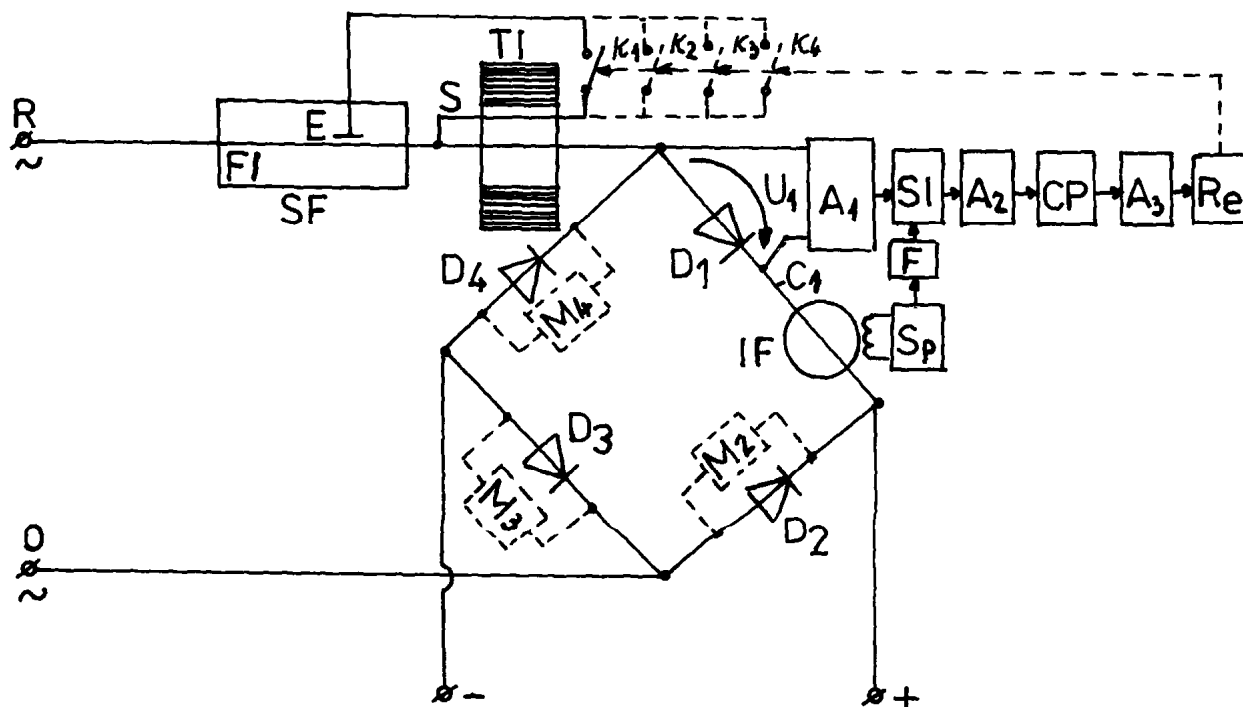 TI
K1 K2 K3 K4
R
~
S
E
FI
SF
U1
A1
SI
A2
CP
A3
Re
F
D4
D1
C1
M4
IF
Sp
D3
M2
M3
D2
0
~
-
+